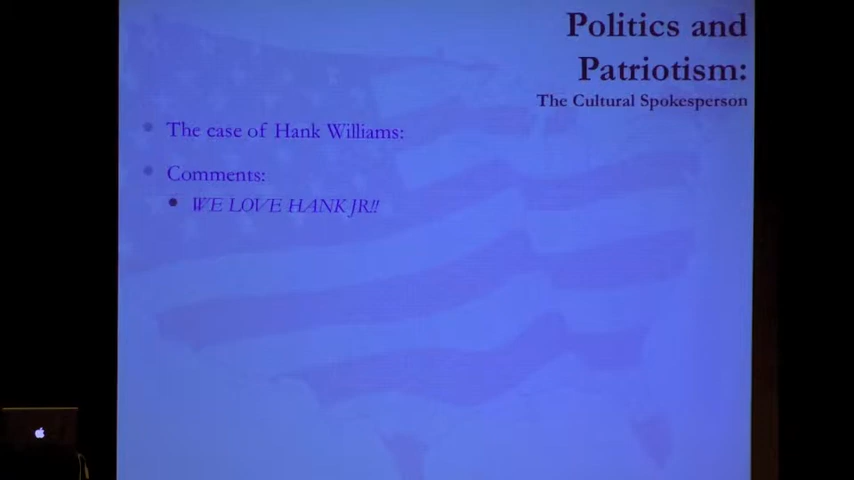 Politics and
Patriotism:
The Cultural Spokesperson
The case of Hank Williams:
Comments:
WE LOVE HANK JR!!